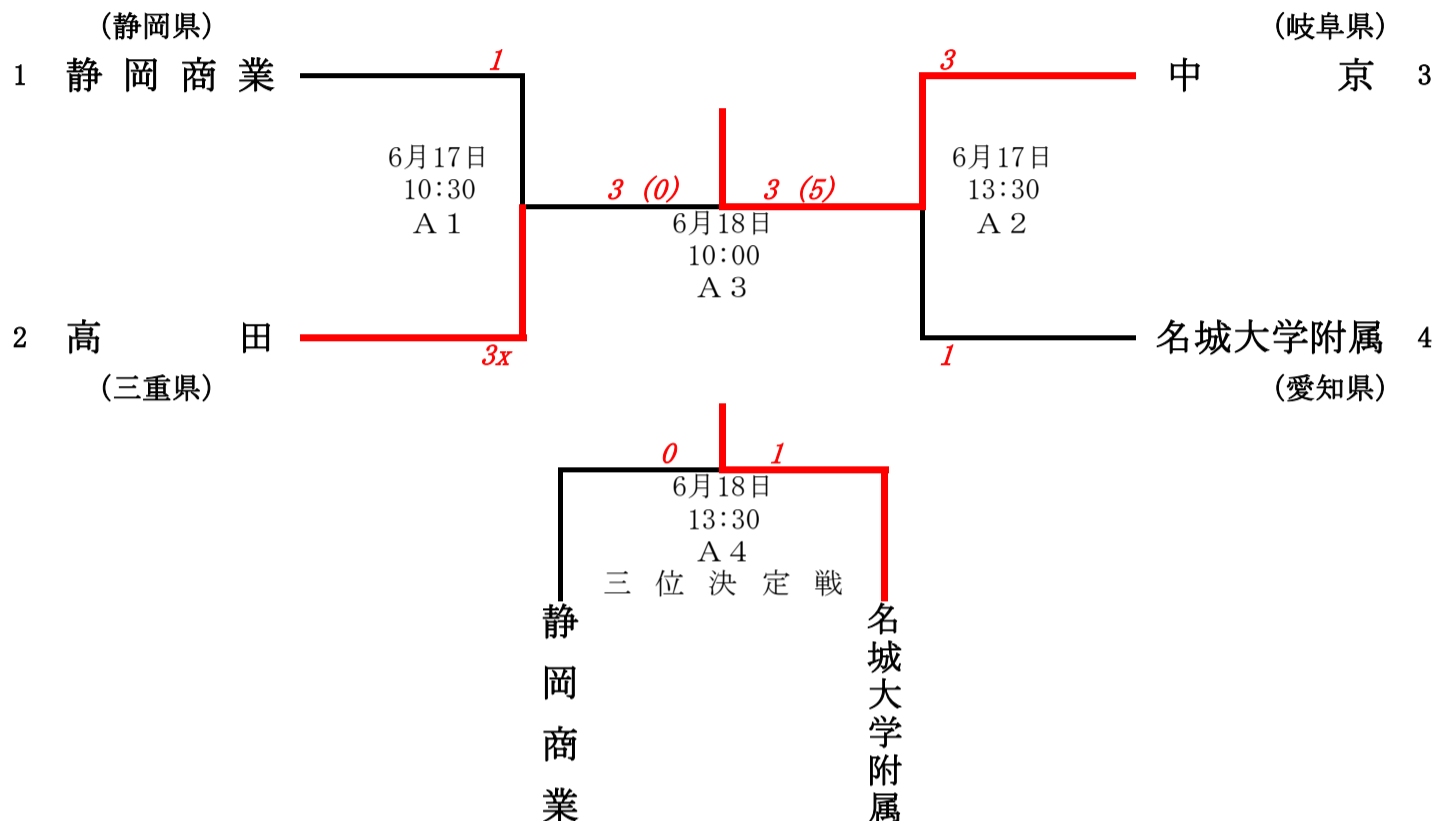 (静岡県)
(岐阜県)
1 静岡商業
1
3
中京 3
6月17日
10:30
A1
6月17日
13:30
A2
3 (0)
3 (5)
6月18日
10:00
A3
2 高田
3x
1
名城大学附属 4
(三重県)
(愛知県)
0
1
6月18日
13:30
A4
三位決定戦
静岡商業
名城大学附属